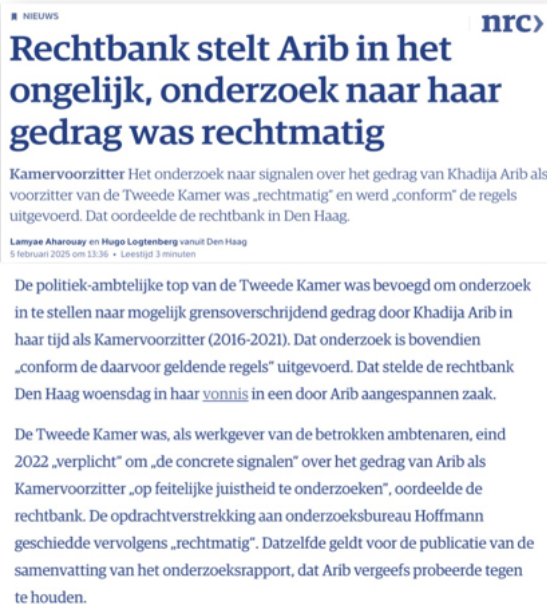 NIEUWS
nrc>
Rechtbank stelt Arib in het
ongelijk, onderzoek naar haar
gedrag was rechtmatig
Kamervoorzitter Het onderzoek naar signalen over het gedrag van Khadija Arib als
voorzitter van de Tweede Kamer was „rechtmatig” en werd „conform” de regels
uitgevoerd. Dat oordeelde de rechtbank in Den Haag.
Lamyae Aharouay en Hugo Logtenberg vanuit Den Haag
5 februari 2025 om 13:36 • Leestijd 3 minuten
De politiek-ambtelijke top van de Tweede Kamer was bevoegd om onderzoek
in te stellen naar mogelijk grensoverschrijdend gedrag door Khadija Arib in
haar tijd als Kamervoorzitter (2016-2021). Dat onderzoek is bovendien
„conform de daarvoor geldende regels” uitgevoerd. Dat stelde de rechtbank
Den Haag woensdag in haar vonnis in een door Arib aangespannen zaak.
De Tweede Kamer was, als werkgever van de betrokken ambtenaren, eind
2022 „verplicht” om „de concrete signalen” over het gedrag van Arib als
Kamervoorzitter „op feitelijke juistheid te onderzoeken”, oordeelde de
rechtbank. De opdrachtverstrekking aan onderzoeksbureau Hoffmann
geschiedde vervolgens „rechtmatig”. Datzelfde geldt voor de publicatie van de
samenvatting van het onderzoeksrapport, dat Arib vergeefs probeerde tegen
te houden.